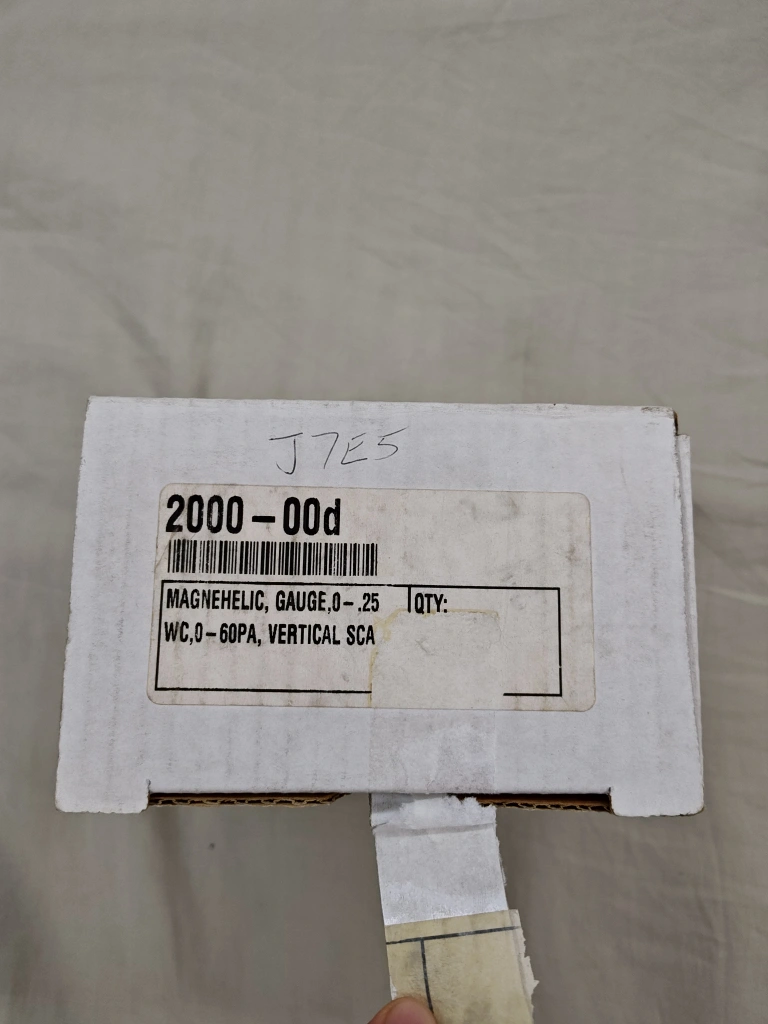 J7E5
2000-00d
MAGNEHELIC, GAUGE,0-.25
QTY:
WC,0-60PA, VERTICAL SCA